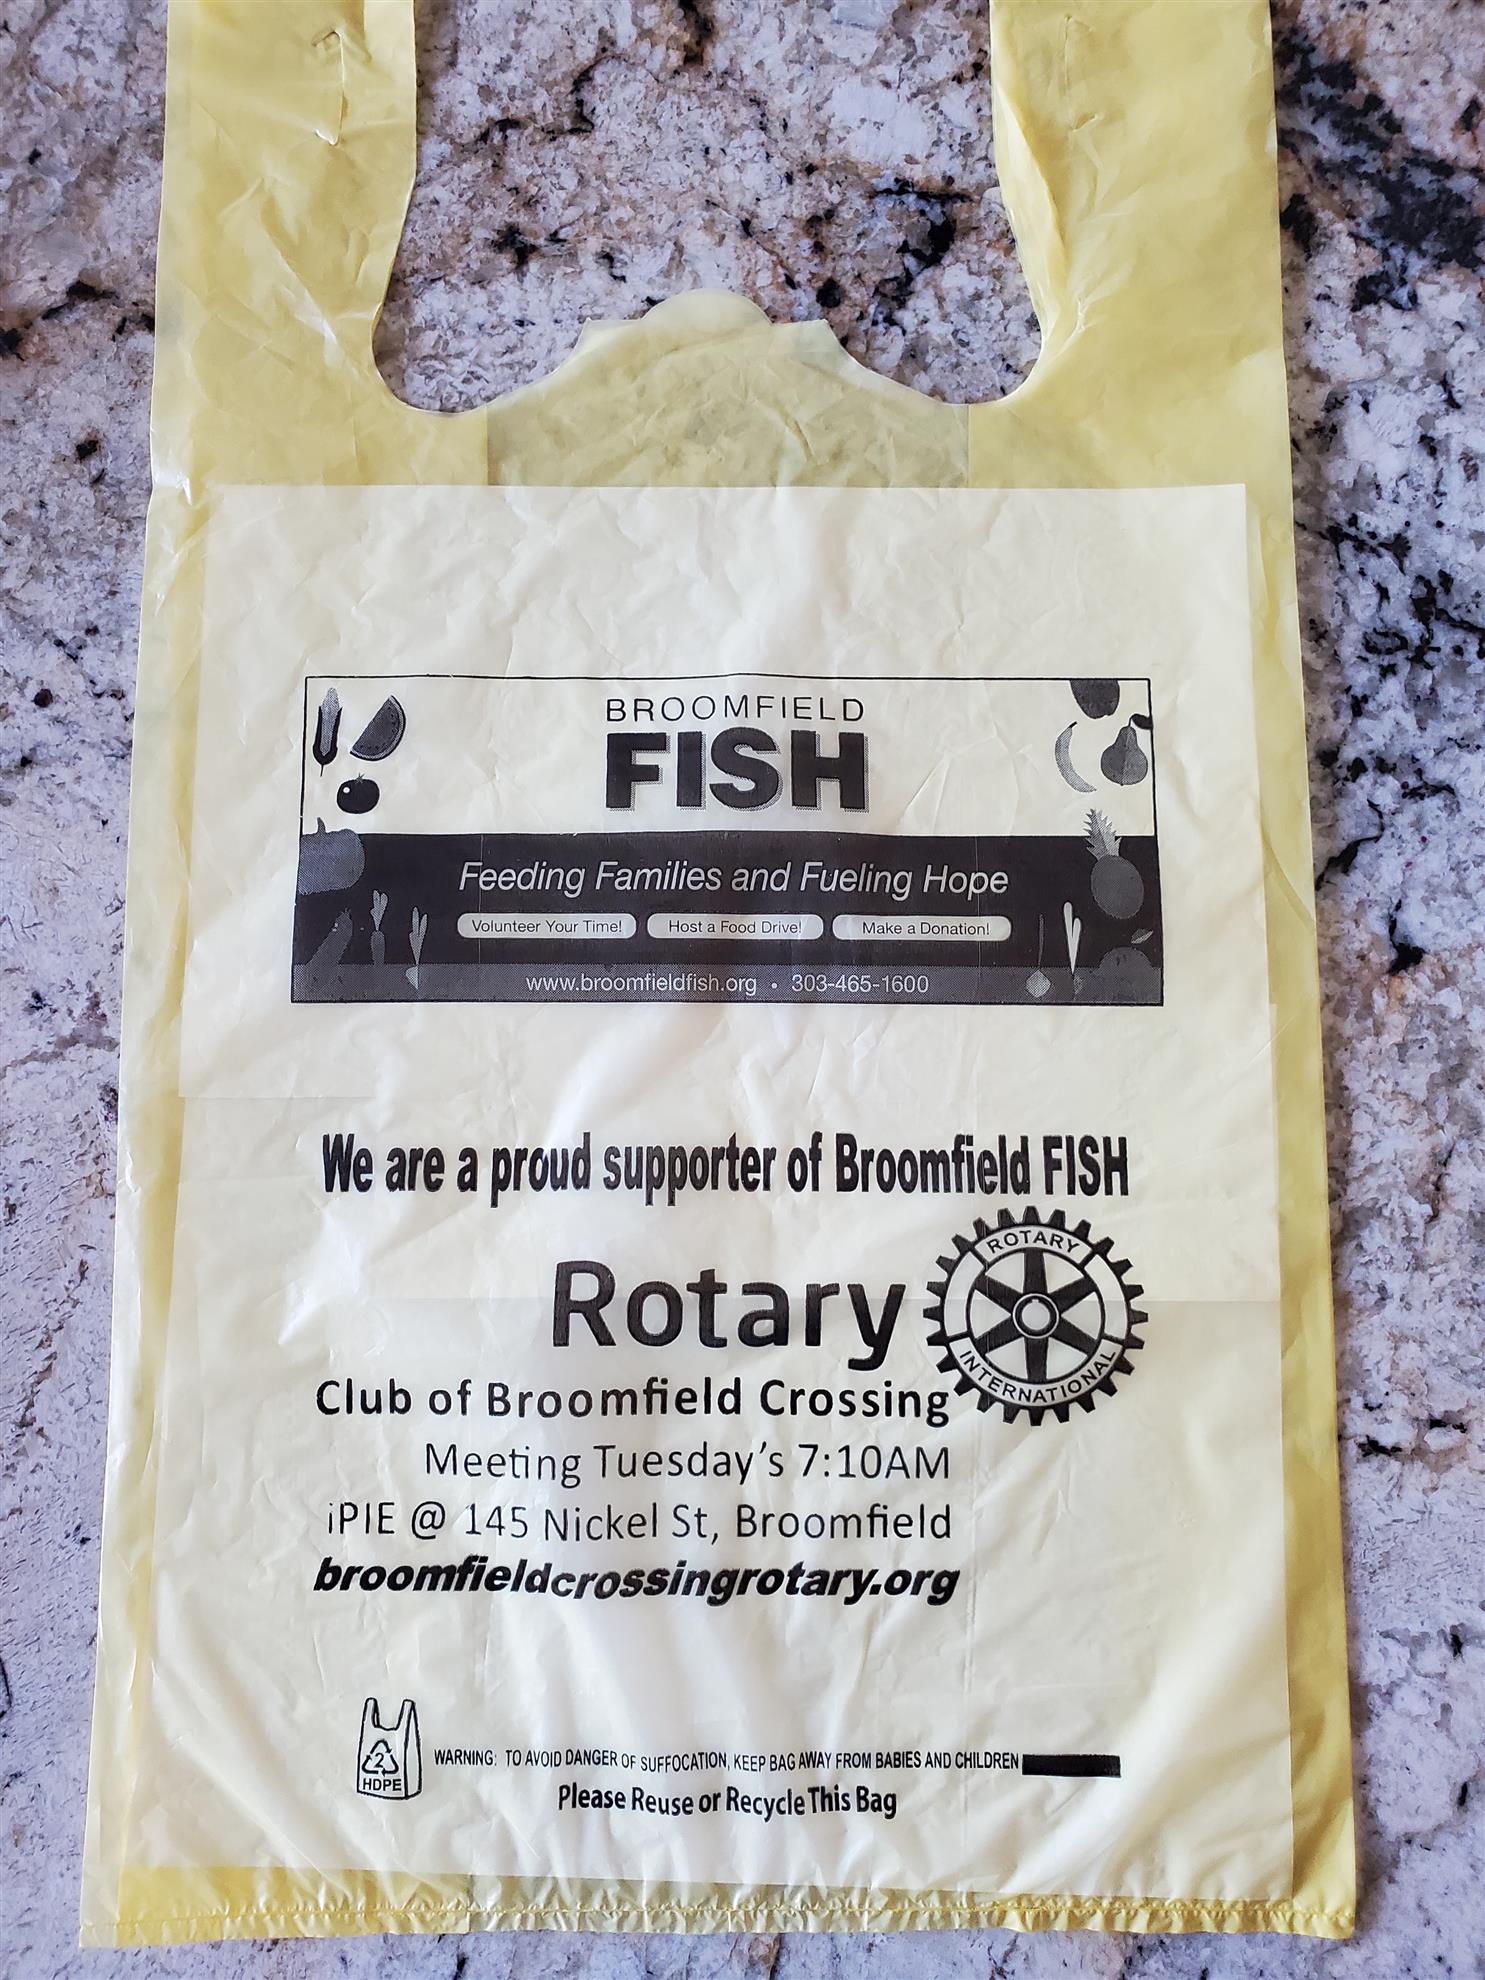 BROOMFIELD
FISH
Feeding Families and Fueling Hope
Volunteer Your Time! Host a Food Drive! Make a Donation!
www.broomfieldfish.org • 303-465-1600
We are a proud supporter of Broomfield FISH
Rotary
ROTARY
INTERNATIONAL
Club of Broomfield Crossing
Meeting Tuesday's 7:10AM
iPIE @ 145 Nickel St, Broomfield
broomfieldcrossingrotary.org
2
HDPE
WARNING: TO AVOID DANGER OF SUFFOCATION, KEEP BAG AWAY FROM BABIES AND CHILDREN
Please Reuse or Recycle This Bag